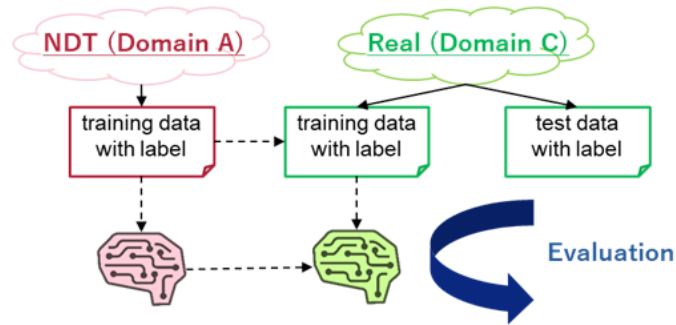 NDT (Domain A)
Real (Domain C)
training data
with label
training data
with label
test data
with label
Evaluation